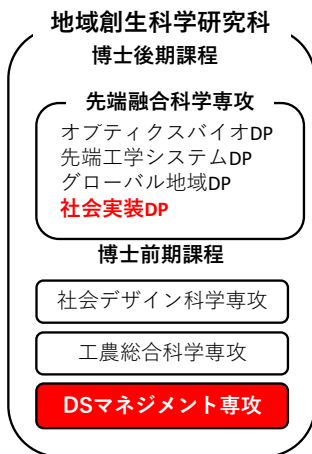 地域創生科学研究科
博士後期課程
先端融合科学専攻
オプティクスバイオDP
先端工学システムDP
グローバル地域DP
社会実装DP
博士前期課程
社会デザイン科学専攻
工農総合科学専攻
DSマネジメント専攻